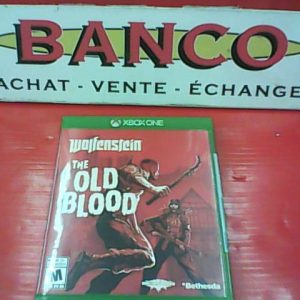 BANCO
ACHAT - VENTE - ÉCHANGE
XBOX ONE
Wolfenstein
THE
OLD
BLOOD
M
Bethesda